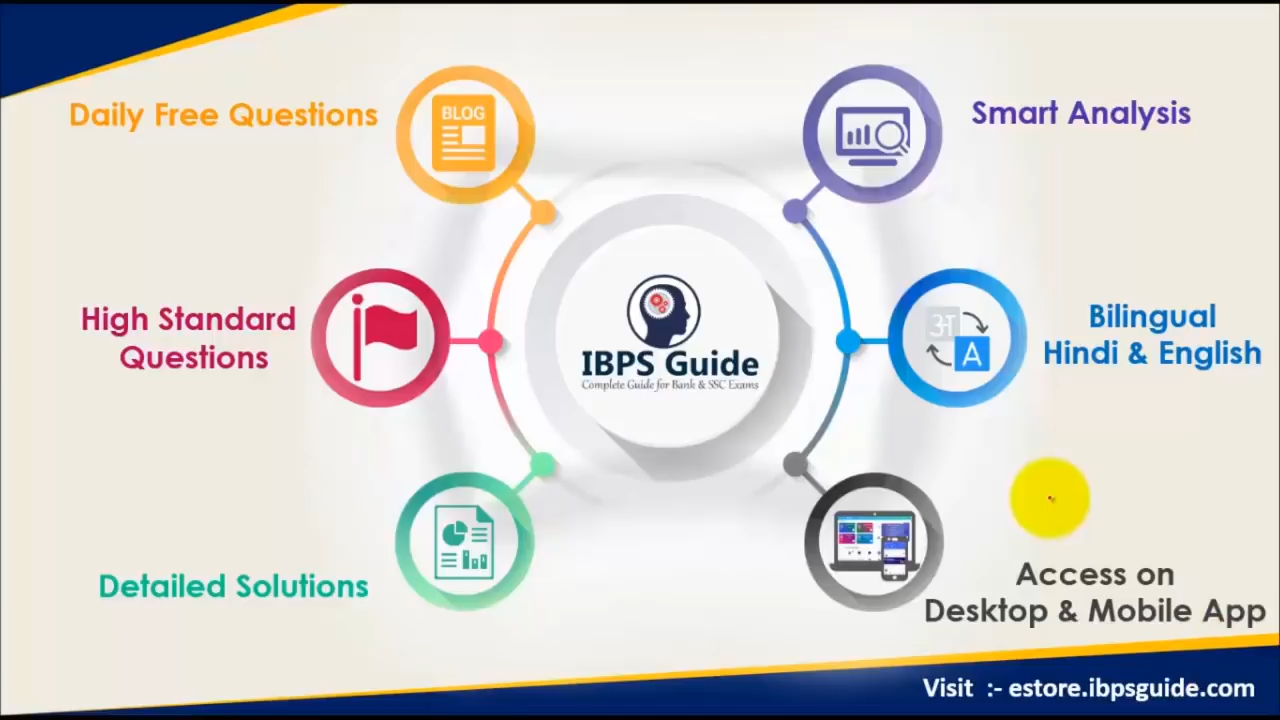 Daily Free Questions
BLOG
Smart Analysis
High Standard
Questions
IBPS Guide
Complete Guide for Bank & SSC Exams
अ
A
Bilingual
Hindi & English
Detailed Solutions
Access on
Desktop & Mobile App
Visit :- estore.ibpsguide.com